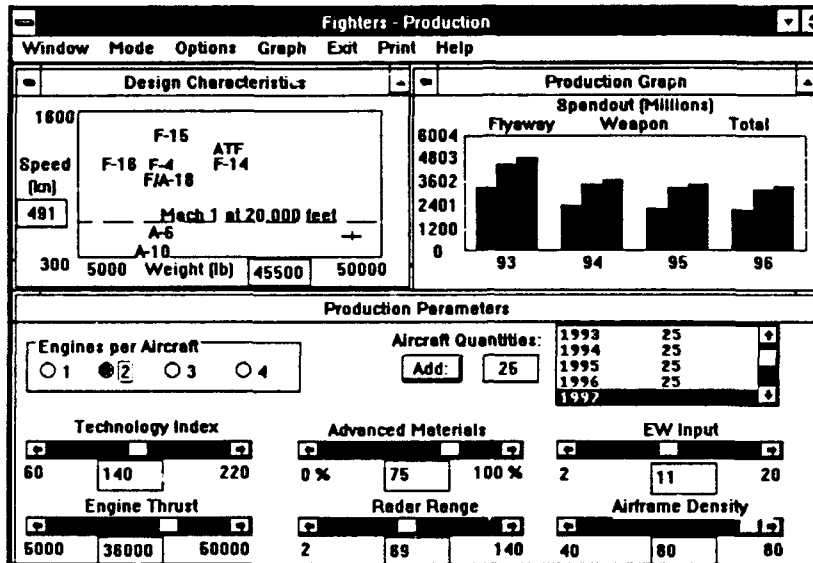 Fighters - Production
Window Mode Options Graph Exit Print Help
Design Characteristics
1600
F-15
ATF
Speed F-16 F-4 F-14
(kn) F/A-18
491
Mach 1 at 20,000 feet
A-6
A-10
300 5000 Weight (lb) 45500 50000
Production Graph
Spendout (Millions)
Flyaway Weapon Total
6004
4803
3602
2401
1200
0
93 94 95 96
Production Parameters
Engines per Aircraft
1 2 3 4
Aircraft Quantities:
Add: 25
1993 25
1994 25
1995 25
1996 25
1997
Technology Index
60 140 220
Advanced Materials
0 % 75 100 %
EW Input
2 11 20
Engine Thrust
5000 36000 50000
Radar Range
2 69 140
Airframe Density
40 80 80